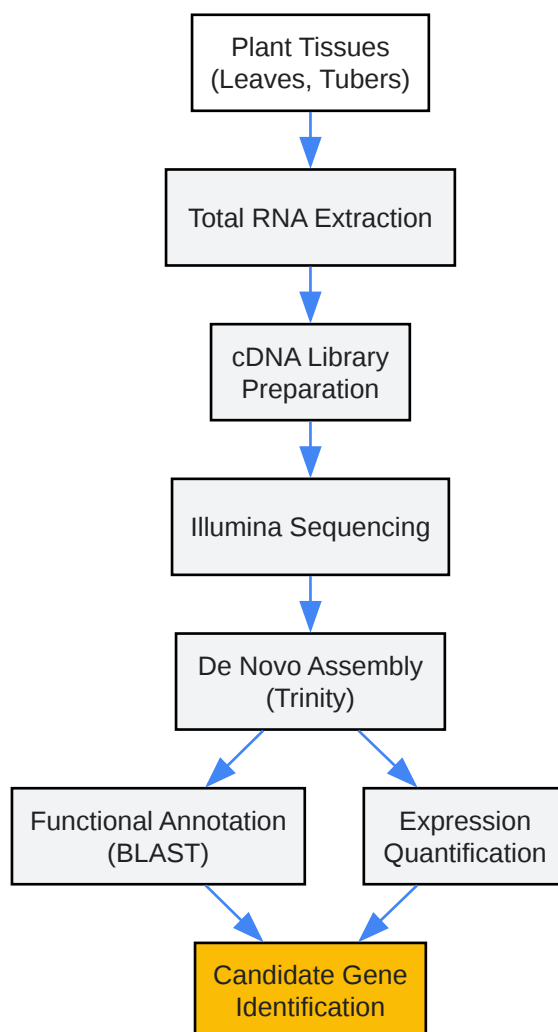 Plant Tissues
(Leaves, Tubers)
Total RNA Extraction
cDNA Library
Preparation
Illumina Sequencing
De Novo Assembly
(Trinity)
Functional Annotation
(BLAST)
Expression
Quantification
Candidate Gene
Identification